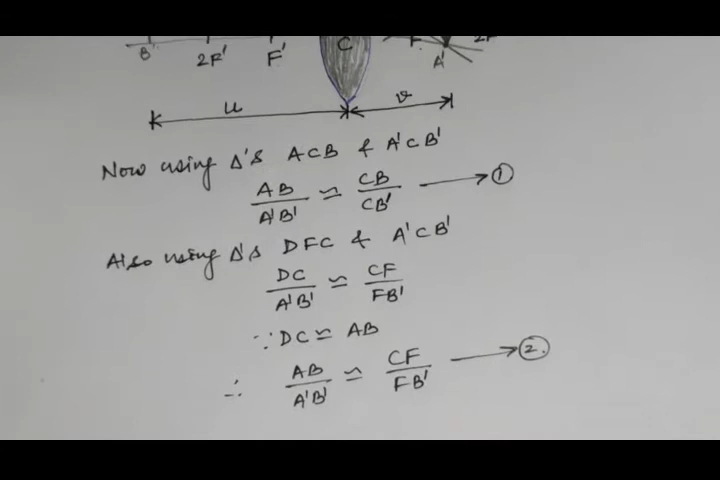 B 2F' F' C F 2F
A'
u v
Now using Δ'S ACB & A'CB'
AB/A'B' ≃ CB/CB' → ①
Also using Δ'S DFC & A'CB'
DC/A'B' ≃ CF/FB'
∵ DC ≃ AB
∴ AB/A'B' ≃ CF/FB' → ②.